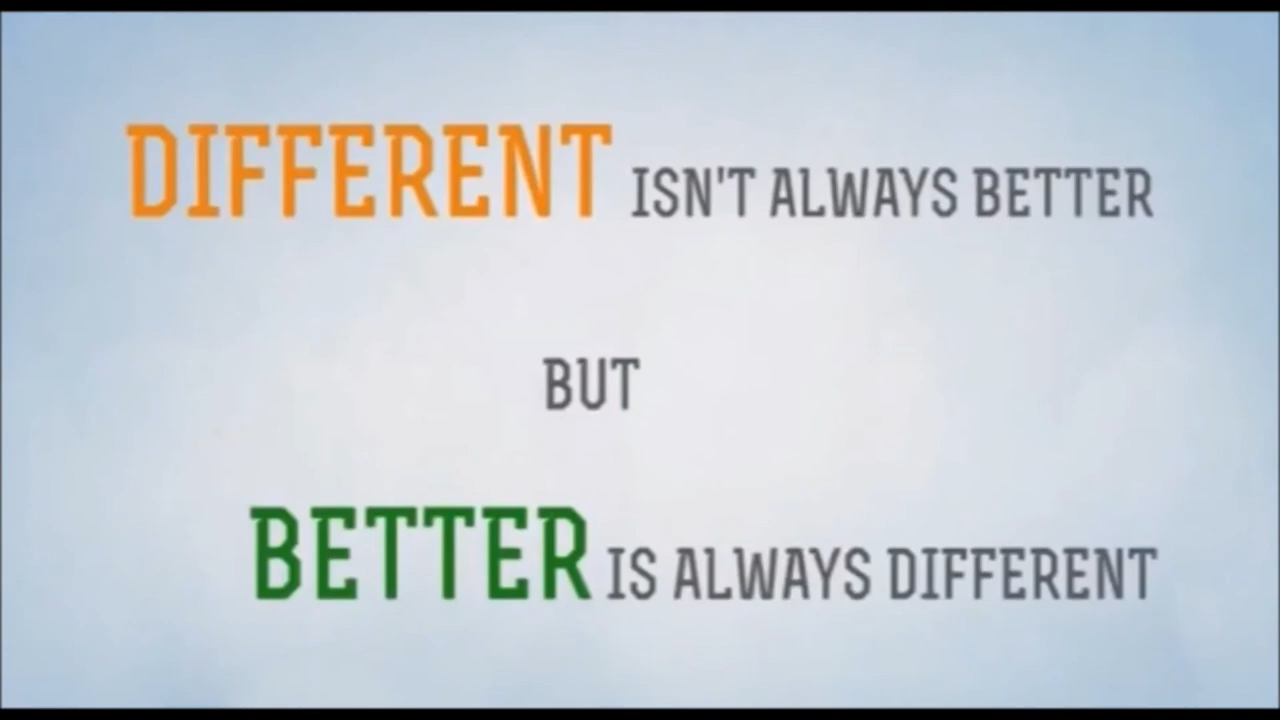 DIFFERENT ISN'T ALWAYS BETTER
BUT
BETTER IS ALWAYS DIFFERENT